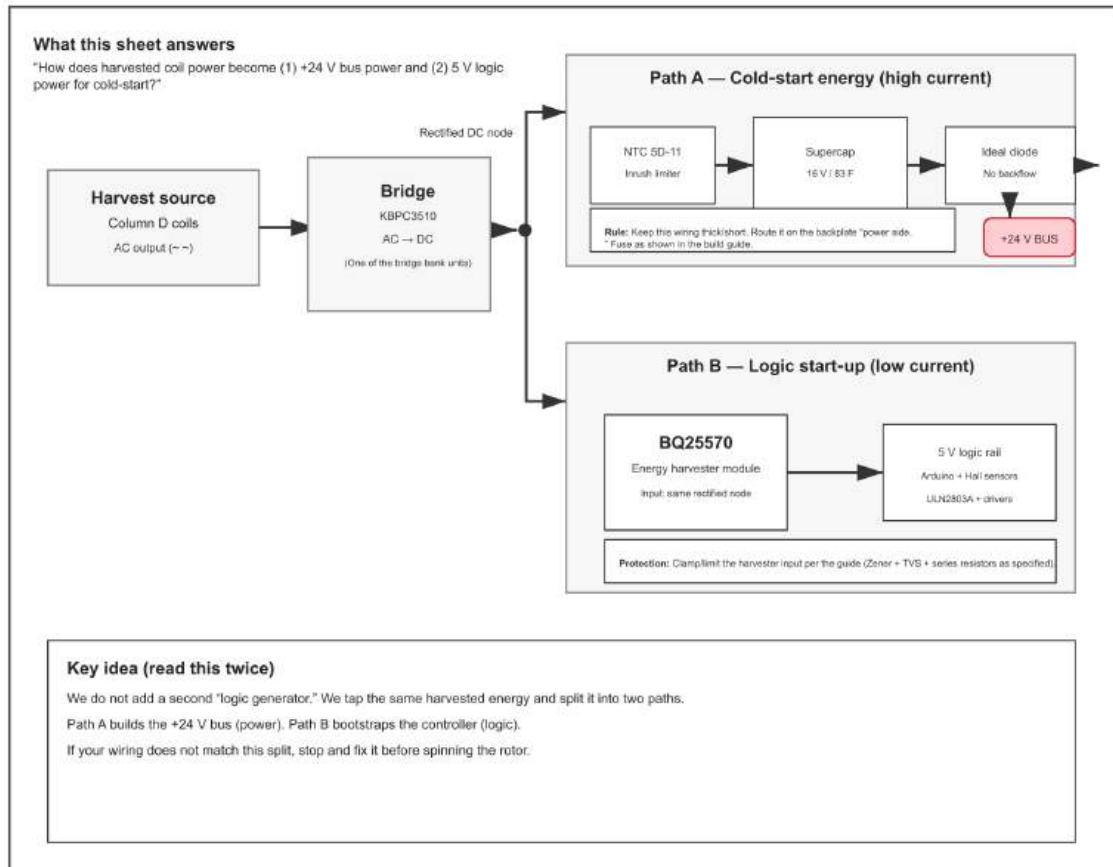 What this sheet answers
"How does harvested coil power become (1) +24 V bus power and (2) 5 V logic
power for cold-start?"
Rectified DC node
Harvest source
Column D coils
AC output (~ ~)
Bridge
KBPC3510
AC → DC
(One of the bridge bank units)
Path A — Cold-start energy (high current)
NTC 5D-11
Inrush limiter
Supercap
16 V / 83 F
Ideal diode
No backflow
Rule: Keep this wiring thick/short. Route it on the backplate "power side.
" Fuse as shown in the build guide.
+24 V BUS
Path B — Logic start-up (low current)
BQ25570
Energy harvester module
Input: same rectified node
5 V logic rail
Arduino + Hall sensors
ULN2803A + drivers
Protection: Clamp/limit the harvester input per the guide (Zener + TVS + series resistors as specified).
Key idea (read this twice)
We do not add a second "logic generator." We tap the same harvested energy and split it into two paths.
Path A builds the +24 V bus (power). Path B bootstraps the controller (logic).
If your wiring does not match this split, stop and fix it before spinning the rotor.